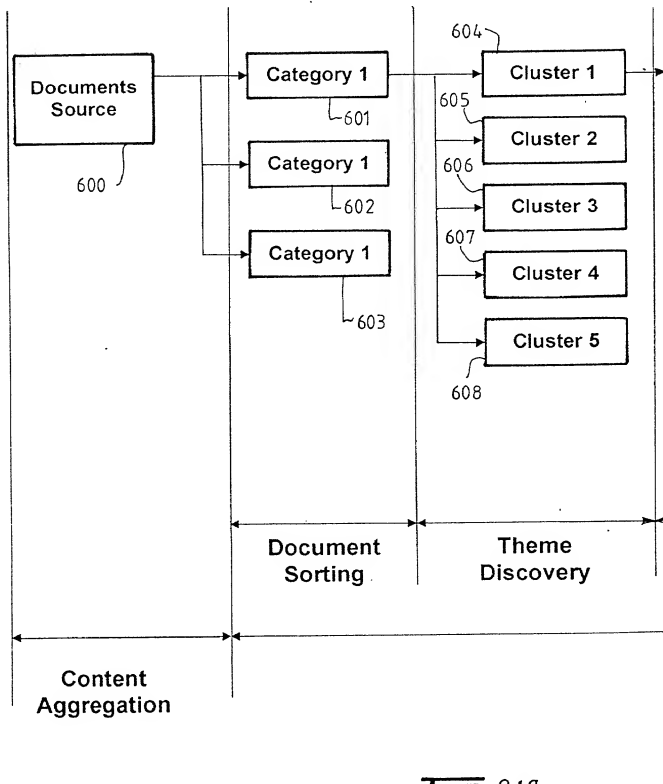 604
Documents
Source
Category 1
Cluster 1
601
605
Cluster 2
600
Category 1
606
602
Cluster 3
607
Category 1
Cluster 4
603
Cluster 5
608
Document
Sorting
Theme
Discovery
Content
Aggregation